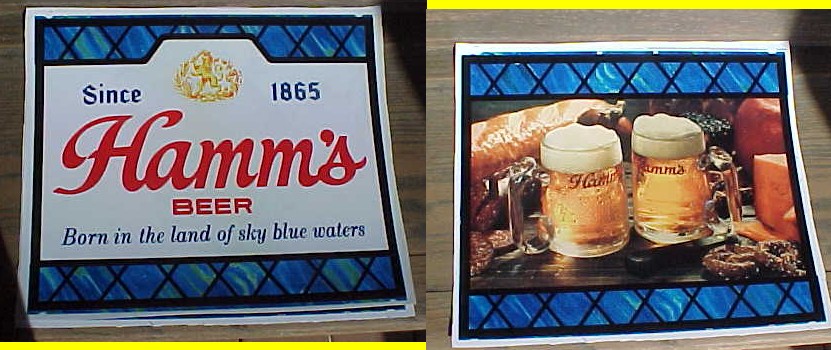 Since 1865
Hamm's
BEER
Born in the land of sky blue waters
Hamm's
Hamm's